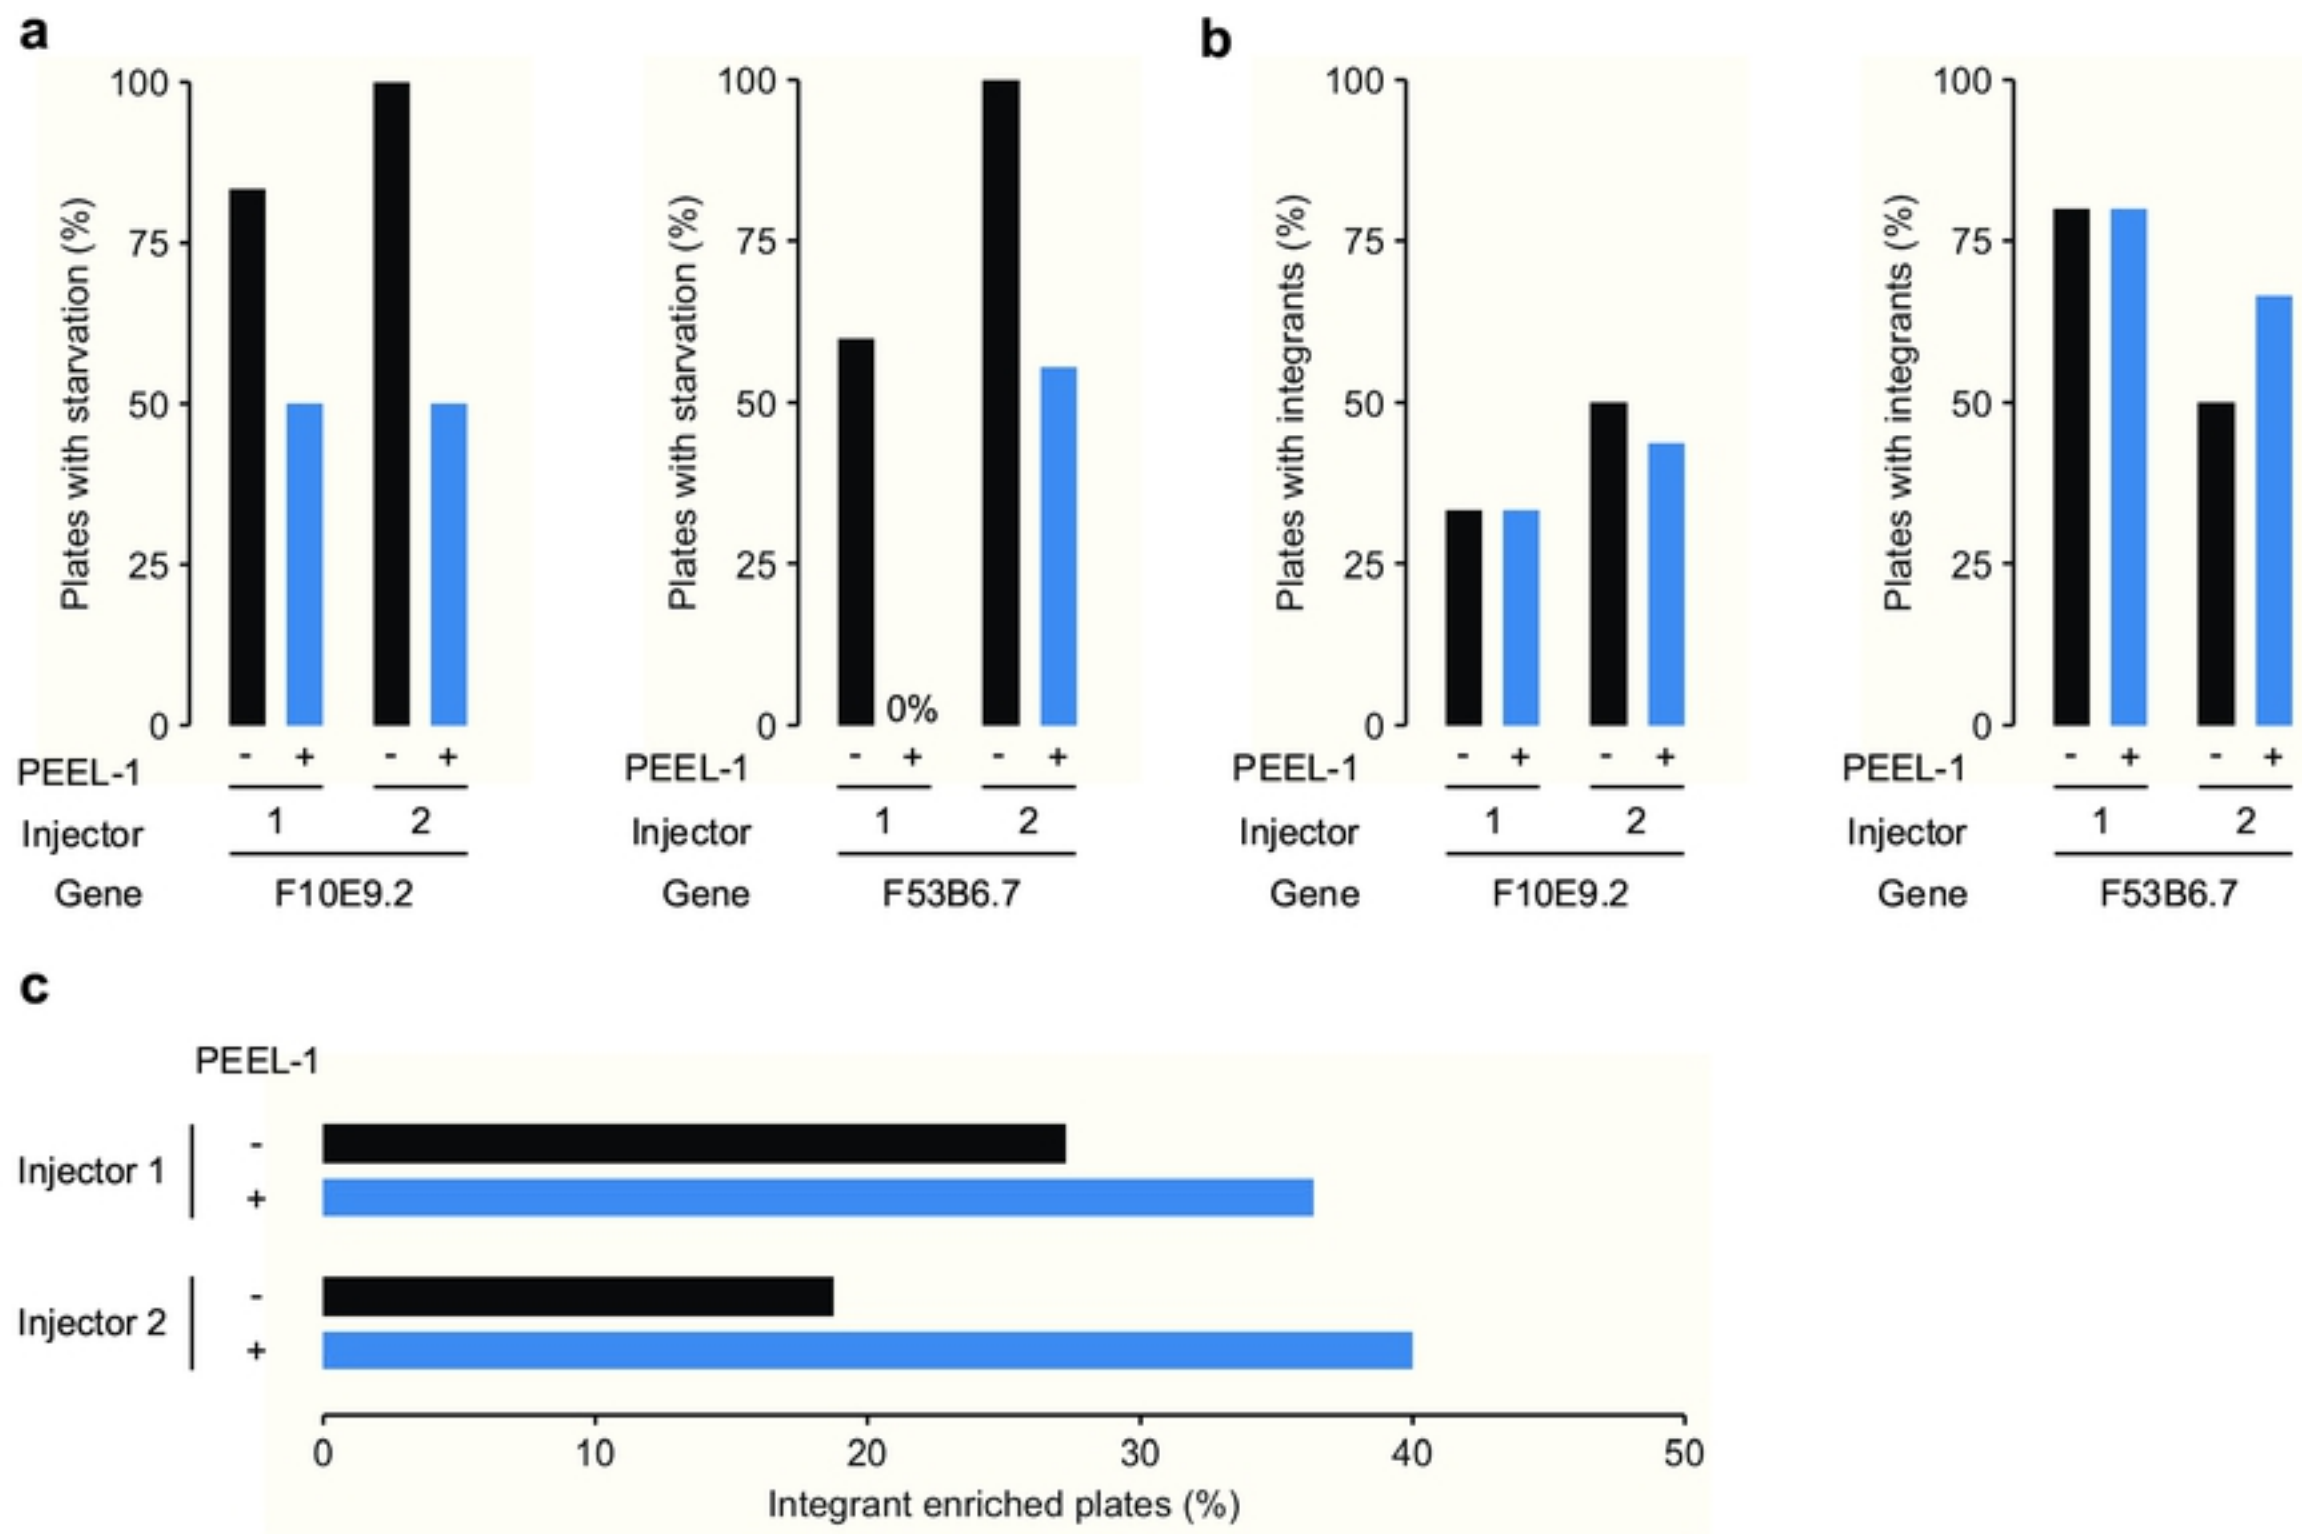 a
Plates with starvation (%)
100
75
50
25
0
PEEL-1 - + - +
Injector 1 2
Gene F10E9.2
Plates with starvation (%)
100
75
50
25
0
0%
PEEL-1 - + - +
Injector 1 2
Gene F53B6.7
b
Plates with integrants (%)
100
75
50
25
0
PEEL-1 - + - +
Injector 1 2
Gene F10E9.2
Plates with integrants (%)
100
75
50
25
0
PEEL-1 - + - +
Injector 1 2
Gene F53B6.7
c
PEEL-1
Injector 1
-
+
Injector 2
-
+
0 10 20 30 40 50
Integrant enriched plates (%)